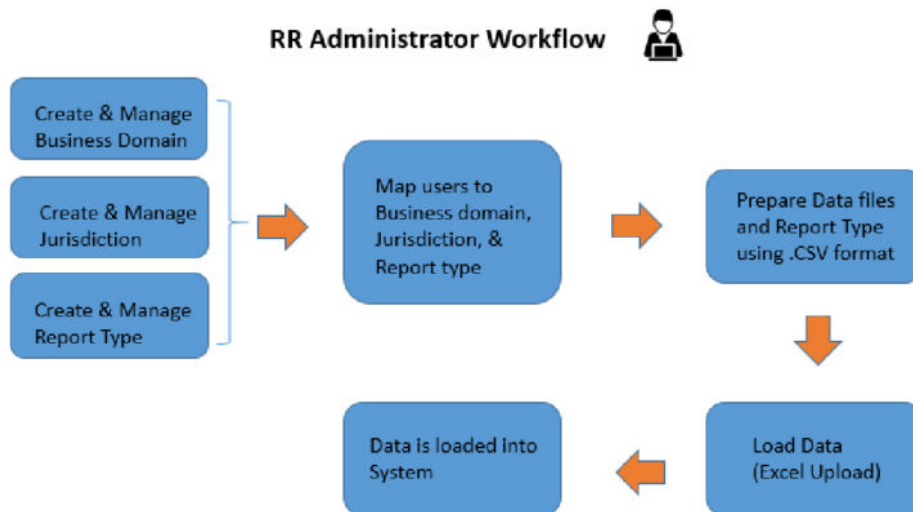 RR Administrator Workflow
Create & Manage
Business Domain
Create & Manage
Jurisdiction
Create & Manage
Report Type
Map users to
Business domain,
Jurisdiction, &
Report type
Prepare Data files
and Report Type
using .CSV format
Load Data
(Excel Upload)
Data is loaded into
System